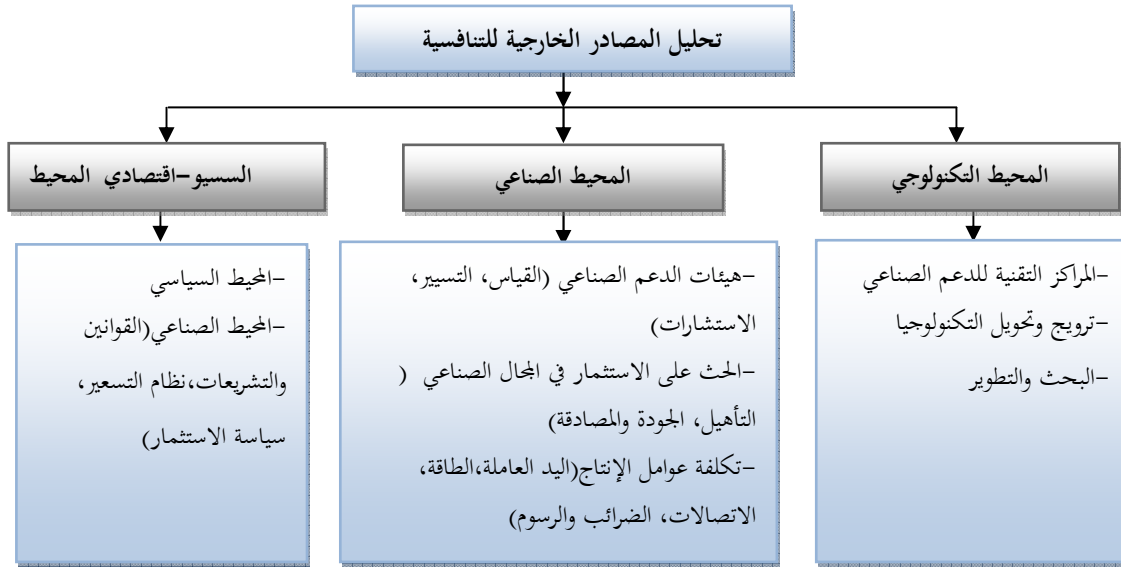 تحليل المصادر الخارجية للتنافسية
المحيط التكنولوجي
المحيط الصناعي
السسيو-اقتصادي المحيط
-المراكز التقنية للدعم الصناعي
-ترويج وتحويل التكنولوجيا
-البحث والتطوير
-هيئات الدعم الصناعي (القياس، التسيير،
الاستشارات)
-الحث على الاستثمار في المجال الصناعي (
التأهيل، الجودة والمصادقة)
-تكلفة عوامل الإنتاج(اليد العاملة،الطاقة،
الاتصالات، الضرائب والرسوم)
-المحيط السياسي
-المحيط الصناعي(القوانين
والتشريعات،نظام التسعير،
سياسة الاستثمار)